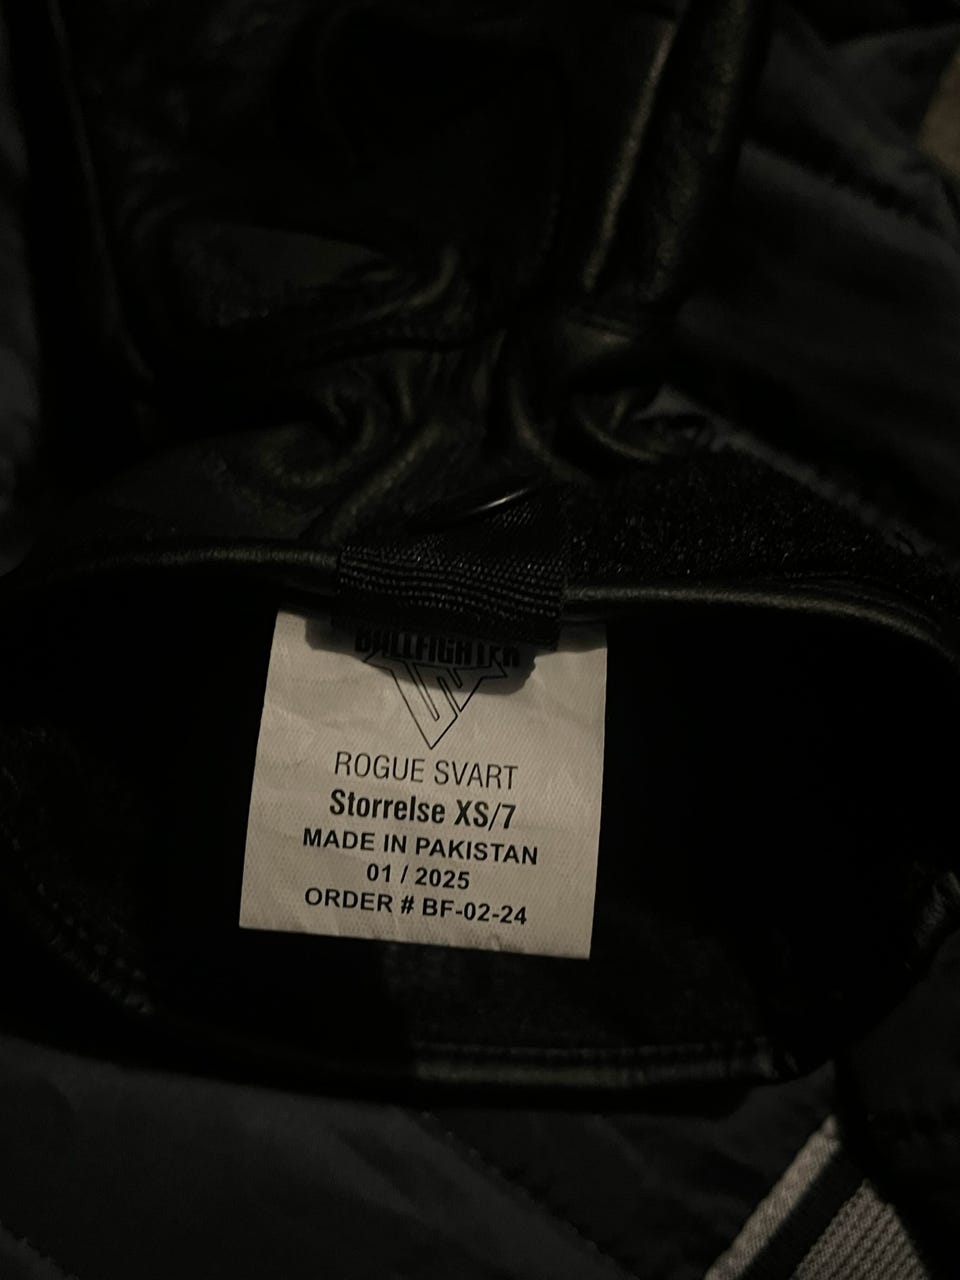 BULLFIGHTER
ROGUE SVART
Storrelse XS/7
MADE IN PAKISTAN
01 / 2025
ORDER # BF-02-24